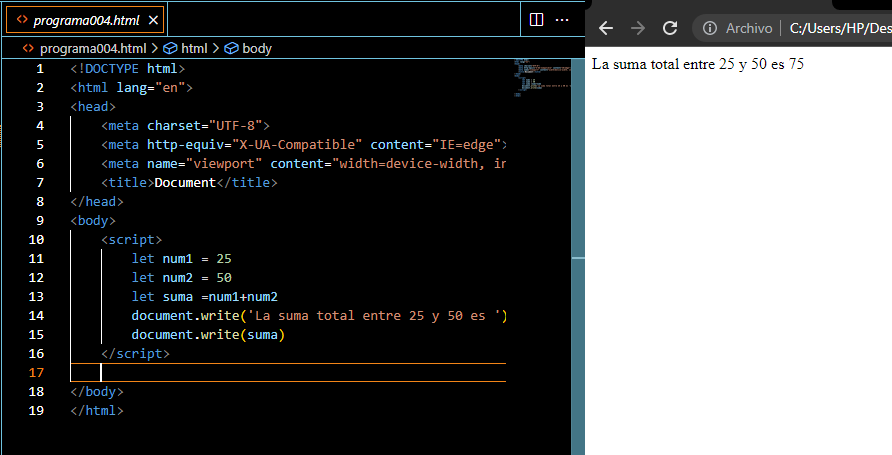 programa004.html
programa004.html > html > body
1 <!DOCTYPE html>
2 <html lang="en">
3 <head>
4 <meta charset="UTF-8">
5 <meta http-equiv="X-UA-Compatible" content="IE=edge">
6 <meta name="viewport" content="width=device-width, in
7 <title>Document</title>
8 </head>
9 <body>
10 <script>
11 let num1 = 25
12 let num2 = 50
13 let suma =num1+num2
14 document.write('La suma total entre 25 y 50 es ')
15 document.write(suma)
16 </script>
17
18 </body>
19 </html>
Archivo | C:/Users/HP/Des
La suma total entre 25 y 50 es 75